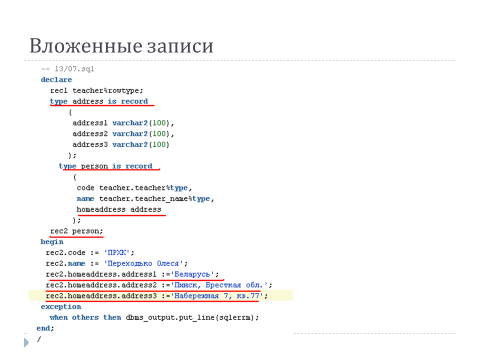 Вложенные записи
-- 13/07.sql
declare
rec1 teacher%rowtype;
type address is record
(
address1 varchar2(100),
address2 varchar2(100),
address3 varchar2(100)
);
type person is record
(
code teacher.teacher%type,
name teacher.teacher_name%type,
homeaddress address
);
rec2 person;
begin
rec2.code := 'ПРХК';
rec2.name := 'Переходько Олеся';
rec2.homeaddress.address1 :='Беларусь';
rec2.homeaddress.address2 :='Пинск, Бресткая обл.';
rec2.homeaddress.address3 :='Набережная 7, кв.77';
exception
when others then dbms_output.put_line(sqlerrm);
end;
/